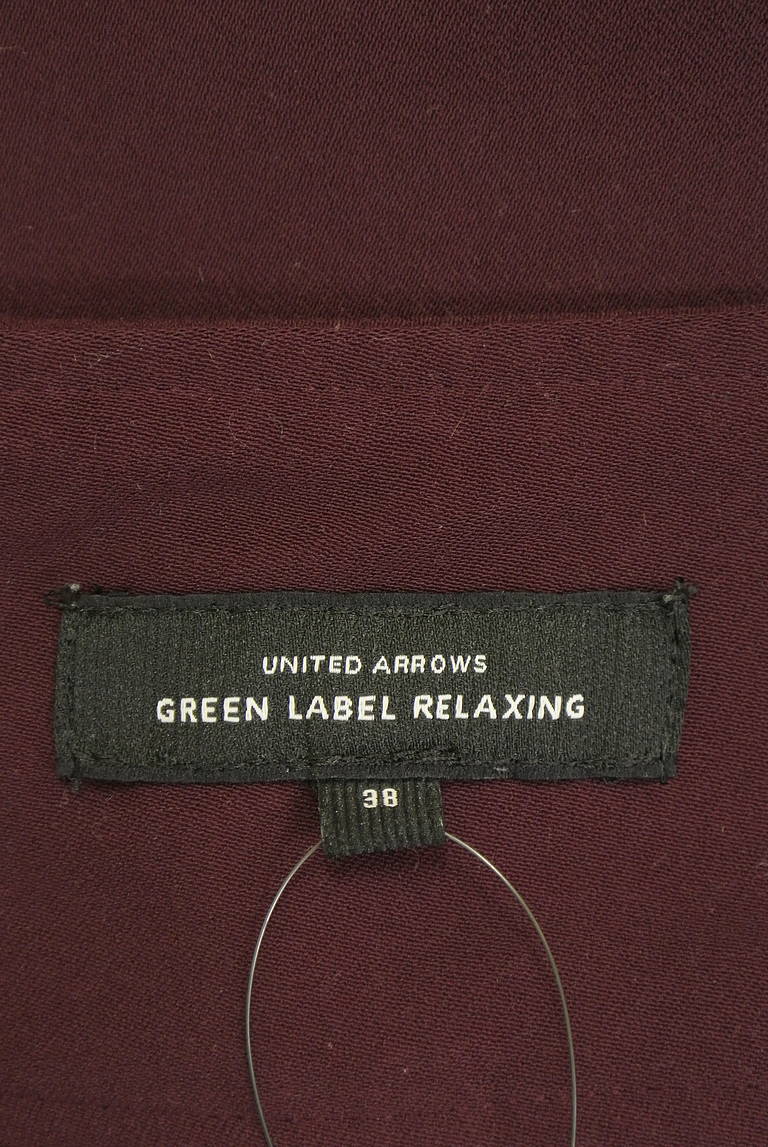 UNITED ARROWS
GREEN LABEL RELAXING
38